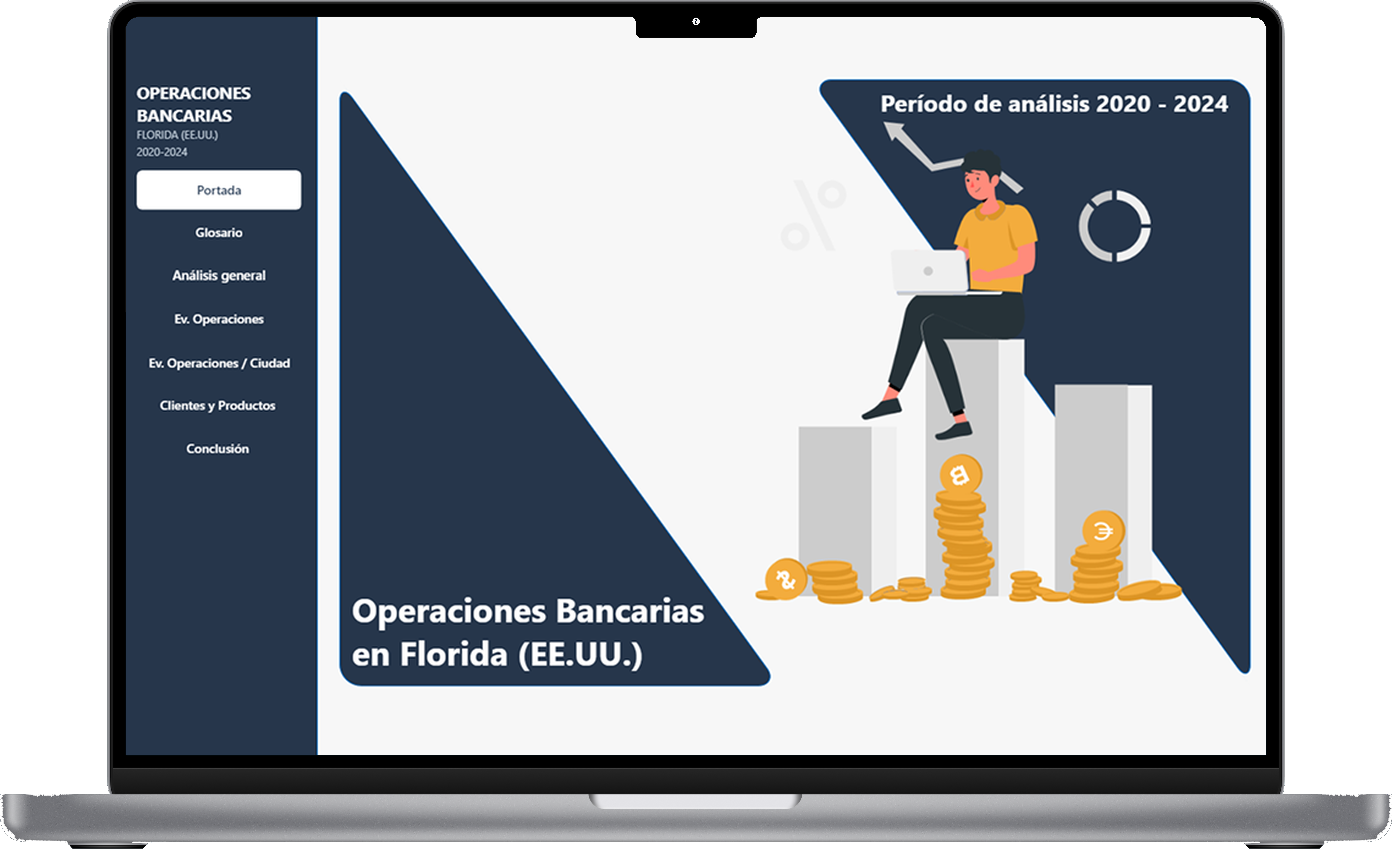 OPERACIONES
BANCARIAS
FLORIDA (EE.UU.)
2020-2024
Portada
Glosario
Análisis general
Ev. Operaciones
Ev. Operaciones / Ciudad
Clientes y Productos
Conclusión
Período de análisis 2020 - 2024
Operaciones Bancarias
en Florida (EE.UU.)